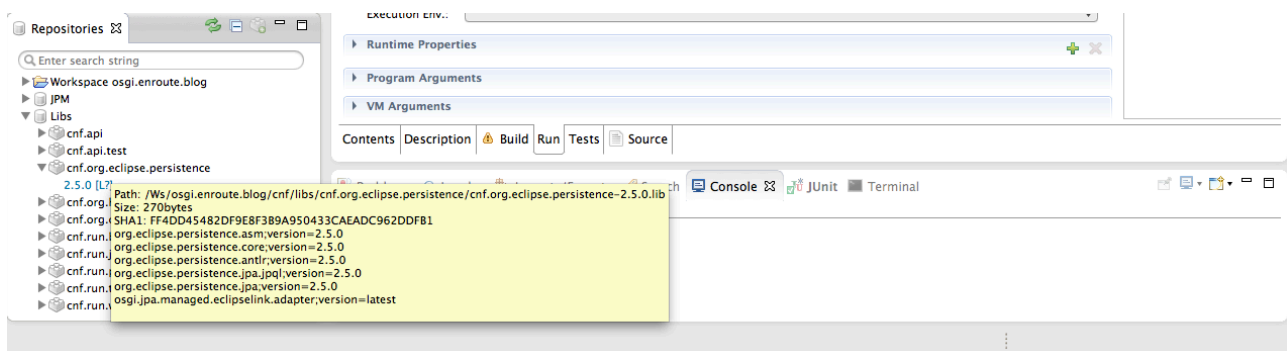 Repositories
Enter search string
Workspace osgi.enroute.blog
JPM
Libs
cnf.api
cnf.api.test
cnf.org.eclipse.persistence
2.5.0 [L?]
cnf.org.
cnf.org.
cnf.run.
cnf.run.
cnf.run.
cnf.run.
cnf.run.
Execution Env.:
Runtime Properties
Program Arguments
VM Arguments
Contents Description Build Run Tests Source
Console JUnit Terminal
Path: /Ws/osgi.enroute.blog/cnf/libs/cnf.org.eclipse.persistence/cnf.org.eclipse.persistence-2.5.0.lib
Size: 270bytes
SHA1: FF4DD45482DF9E8F3B9A950433CAEADC962DDFB1
org.eclipse.persistence.asm;version=2.5.0
org.eclipse.persistence.core;version=2.5.0
org.eclipse.persistence.antlr;version=2.5.0
org.eclipse.persistence.jpa.jpql;version=2.5.0
org.eclipse.persistence.jpa;version=2.5.0
osgi.jpa.managed.eclipselink.adapter;version=latest